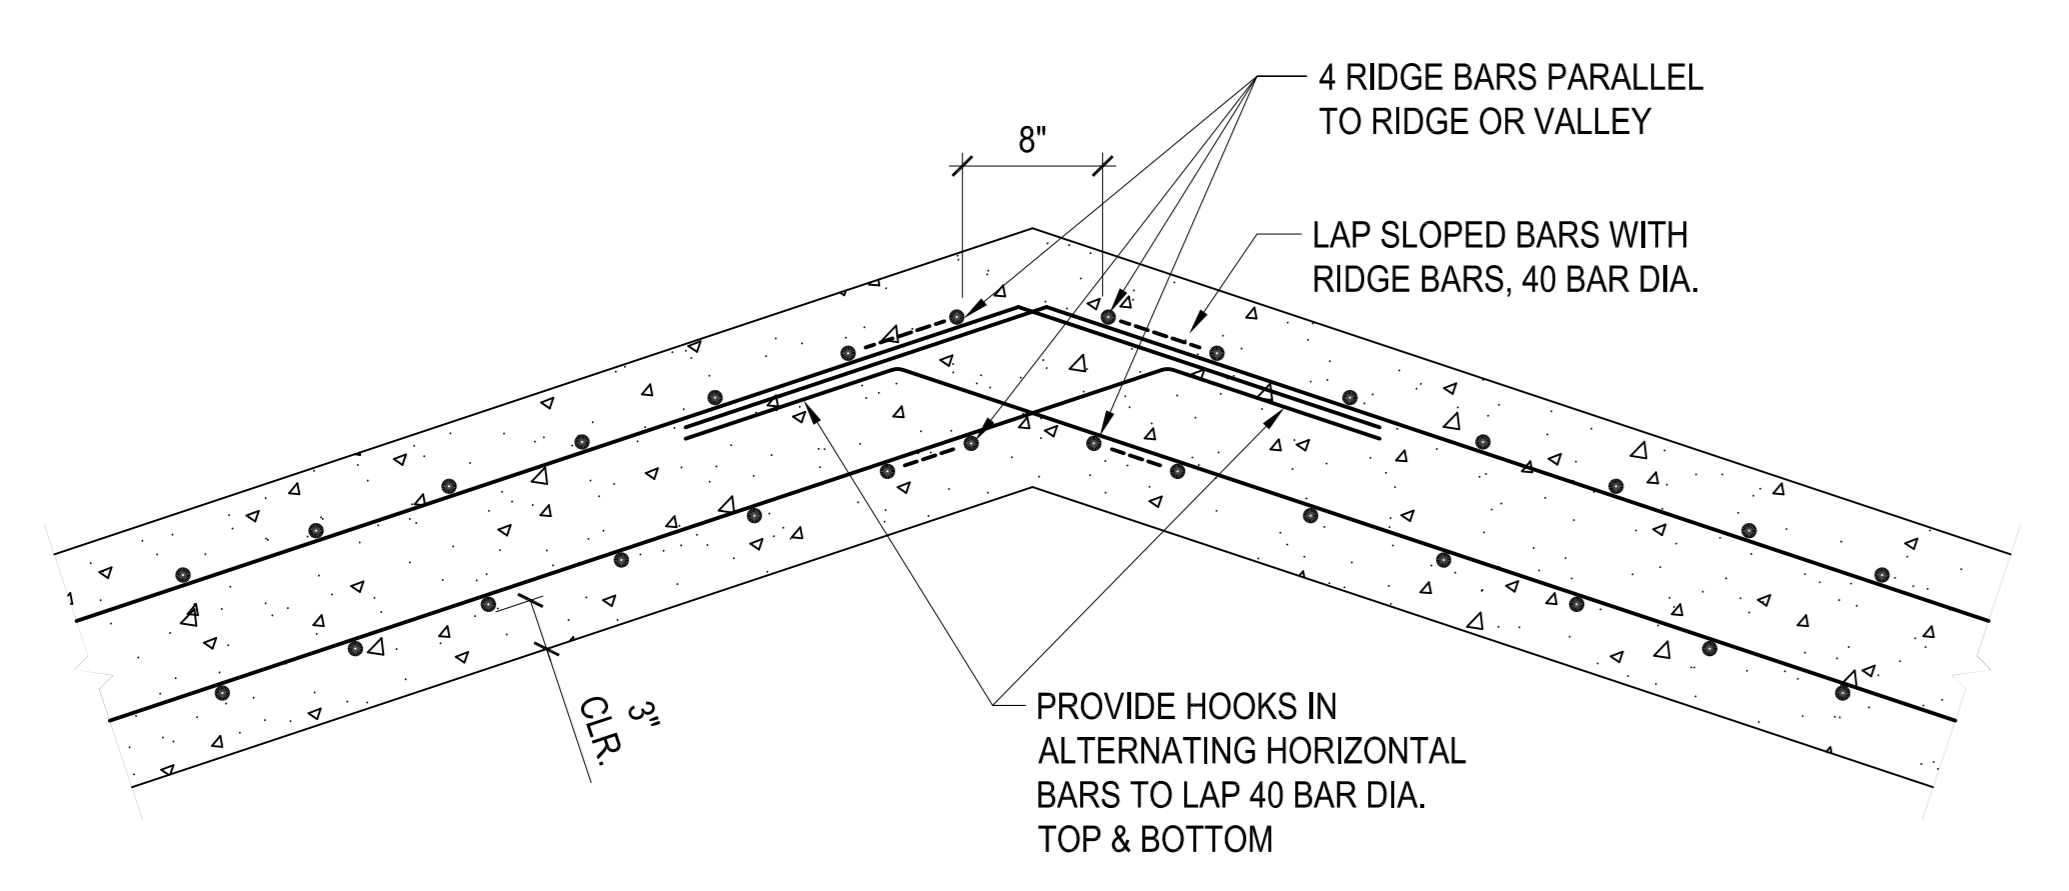 4 RIDGE BARS PARALLEL
TO RIDGE OR VALLEY
8"
LAP SLOPED BARS WITH
RIDGE BARS, 40 BAR DIA.
3"
CLR.
PROVIDE HOOKS IN
ALTERNATING HORIZONTAL
BARS TO LAP 40 BAR DIA.
TOP & BOTTOM